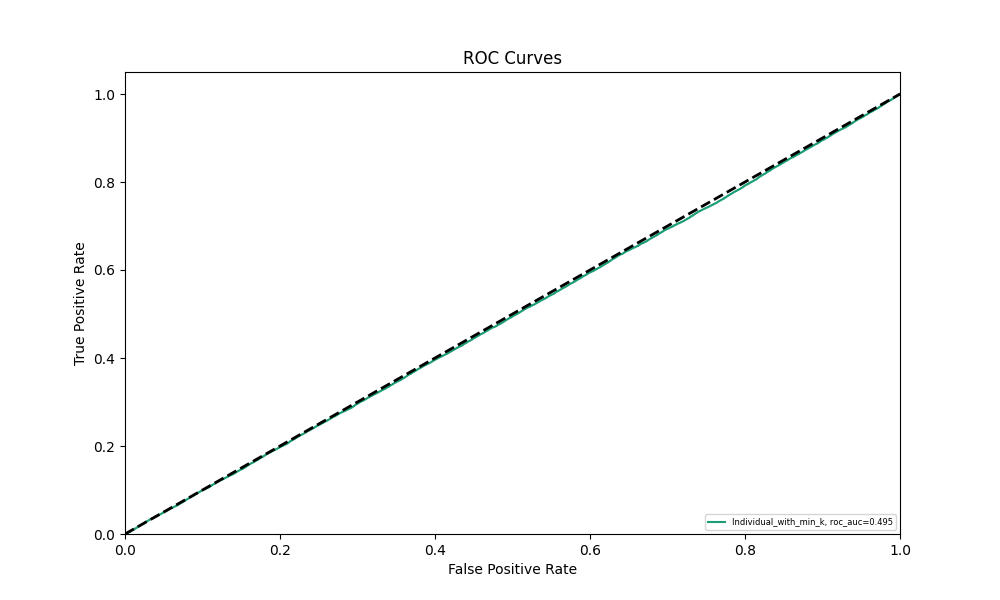 ROC Curves
True Positive Rate
1.0
0.8
0.6
0.4
0.2
0.0
Individual_with_min_k, roc_auc=0.495
0.0 0.2 0.4 0.6 0.8 1.0
False Positive Rate